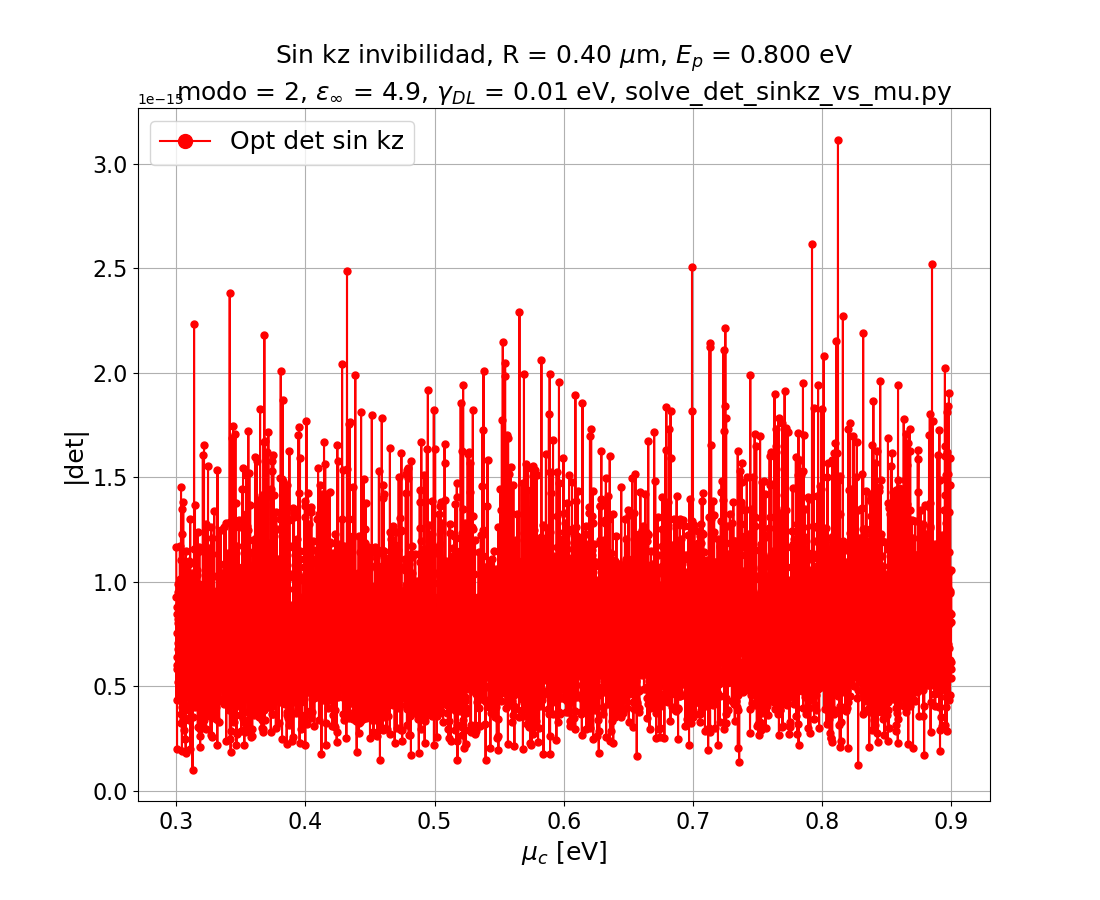 Sin kz invibilidad, R = 0.40 μm, E_p = 0.800 eV
modo = 2, ε_∞ = 4.9, γ_DL = 0.01 eV, solve_det_sinkz_vs_mu.py
1e−15
Opt det sin kz
3.0
2.5
2.0
1.5
1.0
0.5
0.0
|det|
0.3 0.4 0.5 0.6 0.7 0.8 0.9
μ_c [eV]